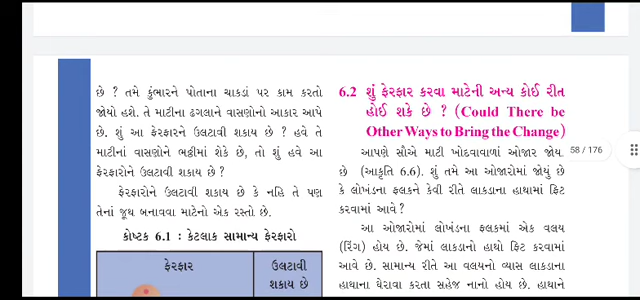 છે ? તમે કુંભારને પોતાના ચાકડાં પર કામ કરતો
જોયો હશે. તે માટીના ઢગલાને વાસણોનો આકાર આપે
છે. શું આ ફેરફારને ઉલટાવી શકાય છે ? હવે તે
માટીનાં વાસણોને ભઠ્ઠીમાં શેકે છે, તો શું હવે આ
ફેરફારોને ઉલટાવી શકાય છે ?
ફેરફારોને ઉલટાવી શકાય છે કે નહિ તે પણ
તેનાં જૂથ બનાવવા માટેનો એક રસ્તો છે.
કોષ્ટક 6.1 : કેટલાક સામાન્ય ફેરફારો
ફેરફાર
ઉલટાવી
શકાય છે
6.2 શું ફેરફાર કરવા માટેની અન્ય કોઈ રીત
હોઈ શકે છે ? (Could There be
Other Ways to Bring the Change)
આપણે સૌએ માટી ખોદવાવાળાં ઓજાર જોયાં
છે (આકૃતિ 6.6). શું તમે આ ઓજારોમાં જોયું છે
કે લોખંડના ફલકને કેવી રીતે લાકડાના હાથામાં ફિટ
કરવામાં આવે ?
આ ઓજારોમાં લોખંડના ફલકમાં એક વલય
(રિંગ) હોય છે. જેમાં લાકડાનો હાથો ફિટ કરવામાં
આવે છે. સામાન્ય રીતે આ વલયનો વ્યાસ લાકડાના
હાથાના ઘેરાવા કરતા સહેજ નાનો હોય છે. હાથાને
58 / 176